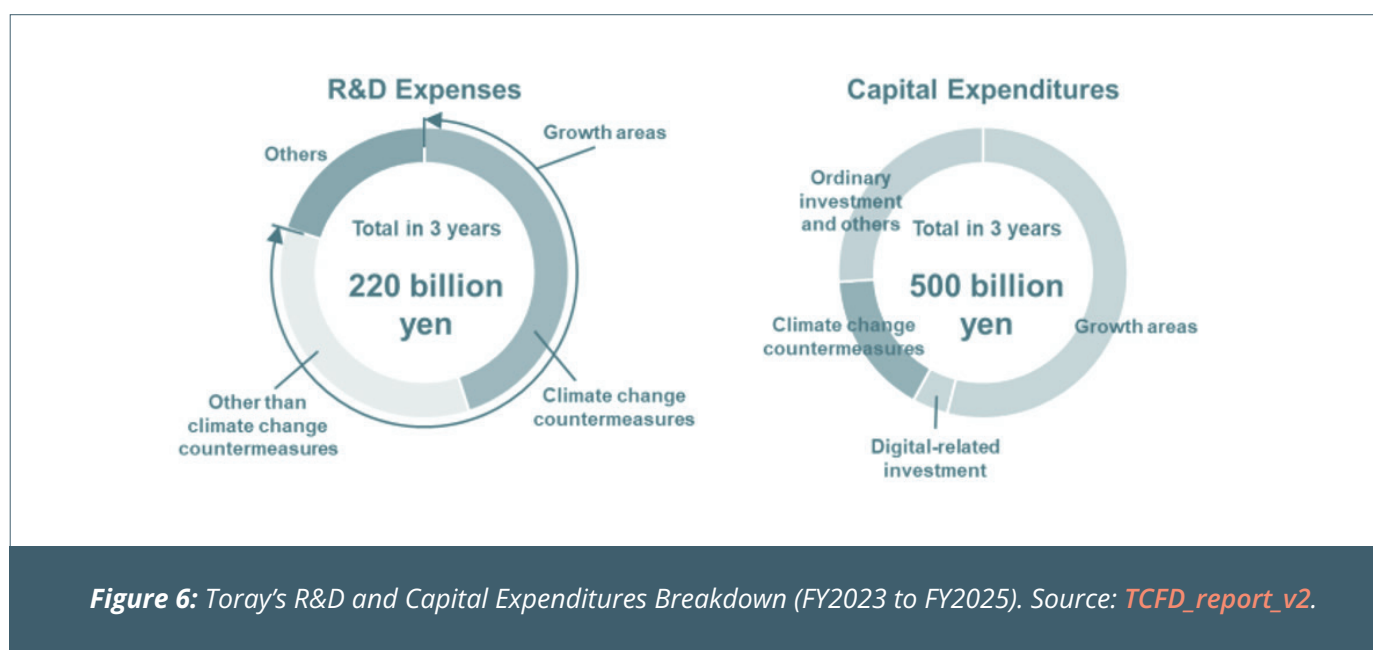 R&D Expenses
Growth areas
Others
Total in 3 years
220 billion
yen
Other than
climate change
countermeasures
Climate change
countermeasures
Capital Expenditures
Ordinary
investment
and others
Total in 3 years
500 billion
yen
Climate change
countermeasures
Growth areas
Digital-related
investment
Figure 6: Toray's R&D and Capital Expenditures Breakdown (FY2023 to FY2025). Source: TCFD_report_v2.